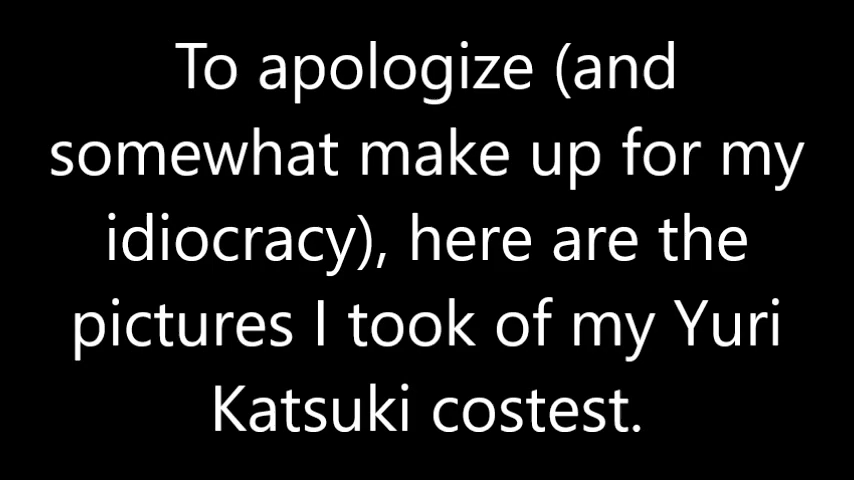 To apologize (and
somewhat make up for my
idiocracy), here are the
pictures I took of my Yuri
Katsuki costest.